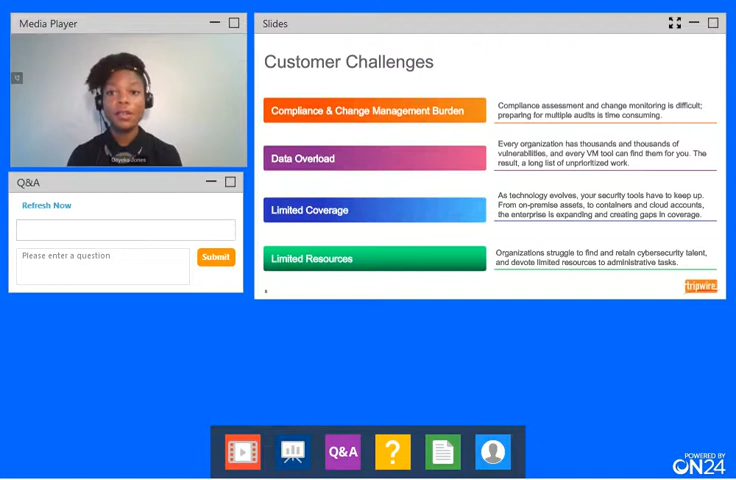 Media Player
Slides
Customer Challenges
Compliance & Change Management Burden
Compliance assessment and change monitoring is difficult;
preparing for multiple audits is time consuming.
Data Overload
Every organization has thousands and thousands of
vulnerabilities, and every VM tool can find them for you. The
result, a long list of unprioritized work.
Limited Coverage
As technology evolves, your security tools have to keep up.
From on-premise assets, to containers and cloud accounts,
the enterprise is expanding and creating gaps in coverage.
Limited Resources
Organizations struggle to find and retain cybersecurity talent,
and devote limited resources to administrative tasks.
tripwire
Q&A
Refresh Now
Please enter a question
Submit
Q&A
?
POWERED BY
ON24